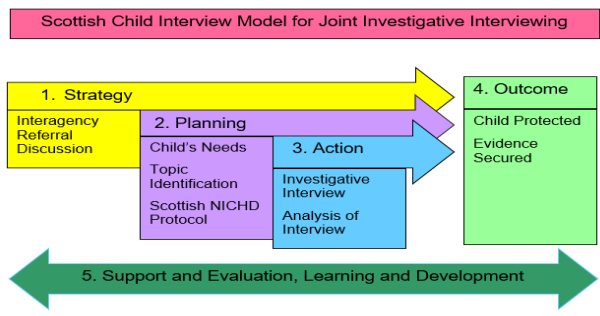 Scottish Child Interview Model for Joint Investigative Interviewing
1. Strategy
Interagency
Referral
Discussion
2. Planning
Child's Needs
Topic
Identification
Scottish NICHD
Protocol
3. Action
Investigative
Interview
Analysis of
Interview
4. Outcome
Child Protected
Evidence
Secured
5. Support and Evaluation, Learning and Development